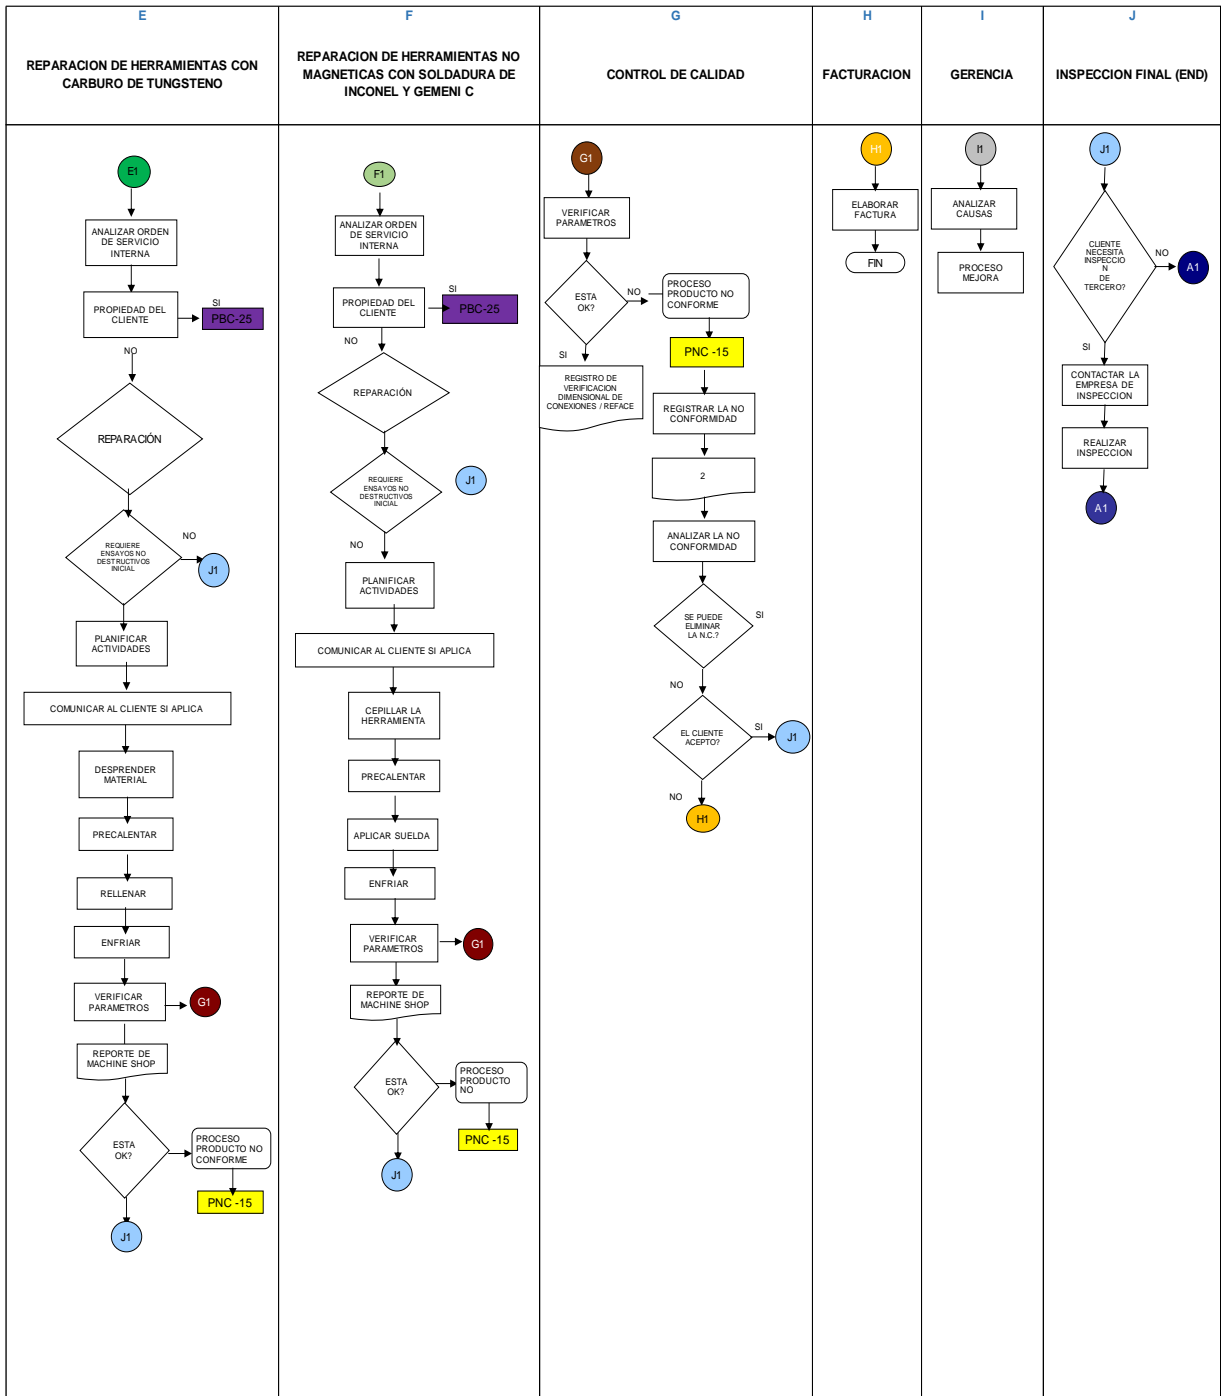 E
F
G
H
I
J
REPARACION DE HERRAMIENTAS CON
CARBURO DE TUNGSTENO
REPARACION DE HERRAMIENTAS NO
MAGNETICAS CON SOLDADURA DE
INCONEL Y GEMENI C
CONTROL DE CALIDAD
FACTURACION
GERENCIA
INSPECCION FINAL (END)
E1
ANALIZAR ORDEN
DE SERVICIO
INTERNA
PROPIEDAD DEL
CLIENTE
SI
PBC-25
NO
REPARACIÓN
REQUIERE
ENSAYOS NO
DESTRUCTIVOS
INICIAL
NO
J1
PLANIFICAR
ACTIVIDADES
COMUNICAR AL CLIENTE SI APLICA
DESPRENDER
MATERIAL
PRECALENTAR
RELLENAR
ENFRIAR
VERIFICAR
PARAMETROS
G1
REPORTE DE
MACHINE SHOP
ESTA
OK?
PROCESO
PRODUCTO NO
CONFORME
PNC -15
J1
F1
ANALIZAR ORDEN
DE SERVICIO
INTERNA
PROPIEDAD DEL
CLIENTE
SI
PBC-25
NO
REPARACIÓN
REQUIERE
ENSAYOS NO
DESTRUCTIVOS
INICIAL
J1
NO
PLANIFICAR
ACTIVIDADES
COMUNICAR AL CLIENTE SI APLICA
CEPILLAR LA
HERRAMIENTA
PRECALENTAR
APLICAR SUELDA
ENFRIAR
VERIFICAR
PARAMETROS
G1
REPORTE DE
MACHINE SHOP
ESTA
OK?
PROCESO
PRODUCTO
NO
PNC -15
J1
G1
VERIFICAR
PARAMETROS
ESTA
OK?
NO
PROCESO
PRODUCTO NO
CONFORME
PNC -15
SI
REGISTRO DE
VERIFICACION
DIMENSIONAL DE
CONEXIONES / REFACE
REGISTRAR LA NO
CONFORMIDAD
2
ANALIZAR LA NO
CONFORMIDAD
SE PUEDE
ELIMINAR
LA N.C.?
SI
NO
EL CLIENTE
ACEPTO?
SI
J1
NO
H1
H1
ELABORAR
FACTURA
FIN
I1
ANALIZAR
CAUSAS
PROCESO
MEJORA
J1
CLIENTE
NECESITA
INSPECCIO
N
DE
TERCERO?
NO
A1
SI
CONTACTAR LA
EMPRESA DE
INSPECCION
REALIZAR
INSPECCION
A1